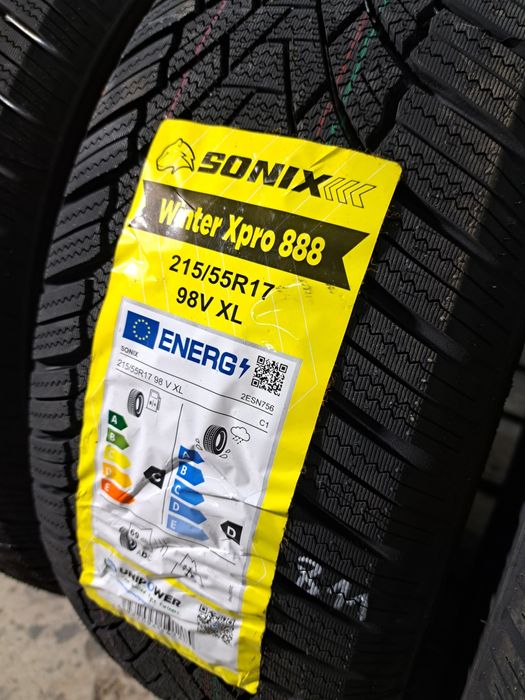 SONIX
Winter Xpro 888
215/55R17
98V XL
ENERG
SONIX
2ESN756
215/55R17 98 V XL
C1
A
B
C
D
E
C
A
B
C
D
E
D
UNIPOWER